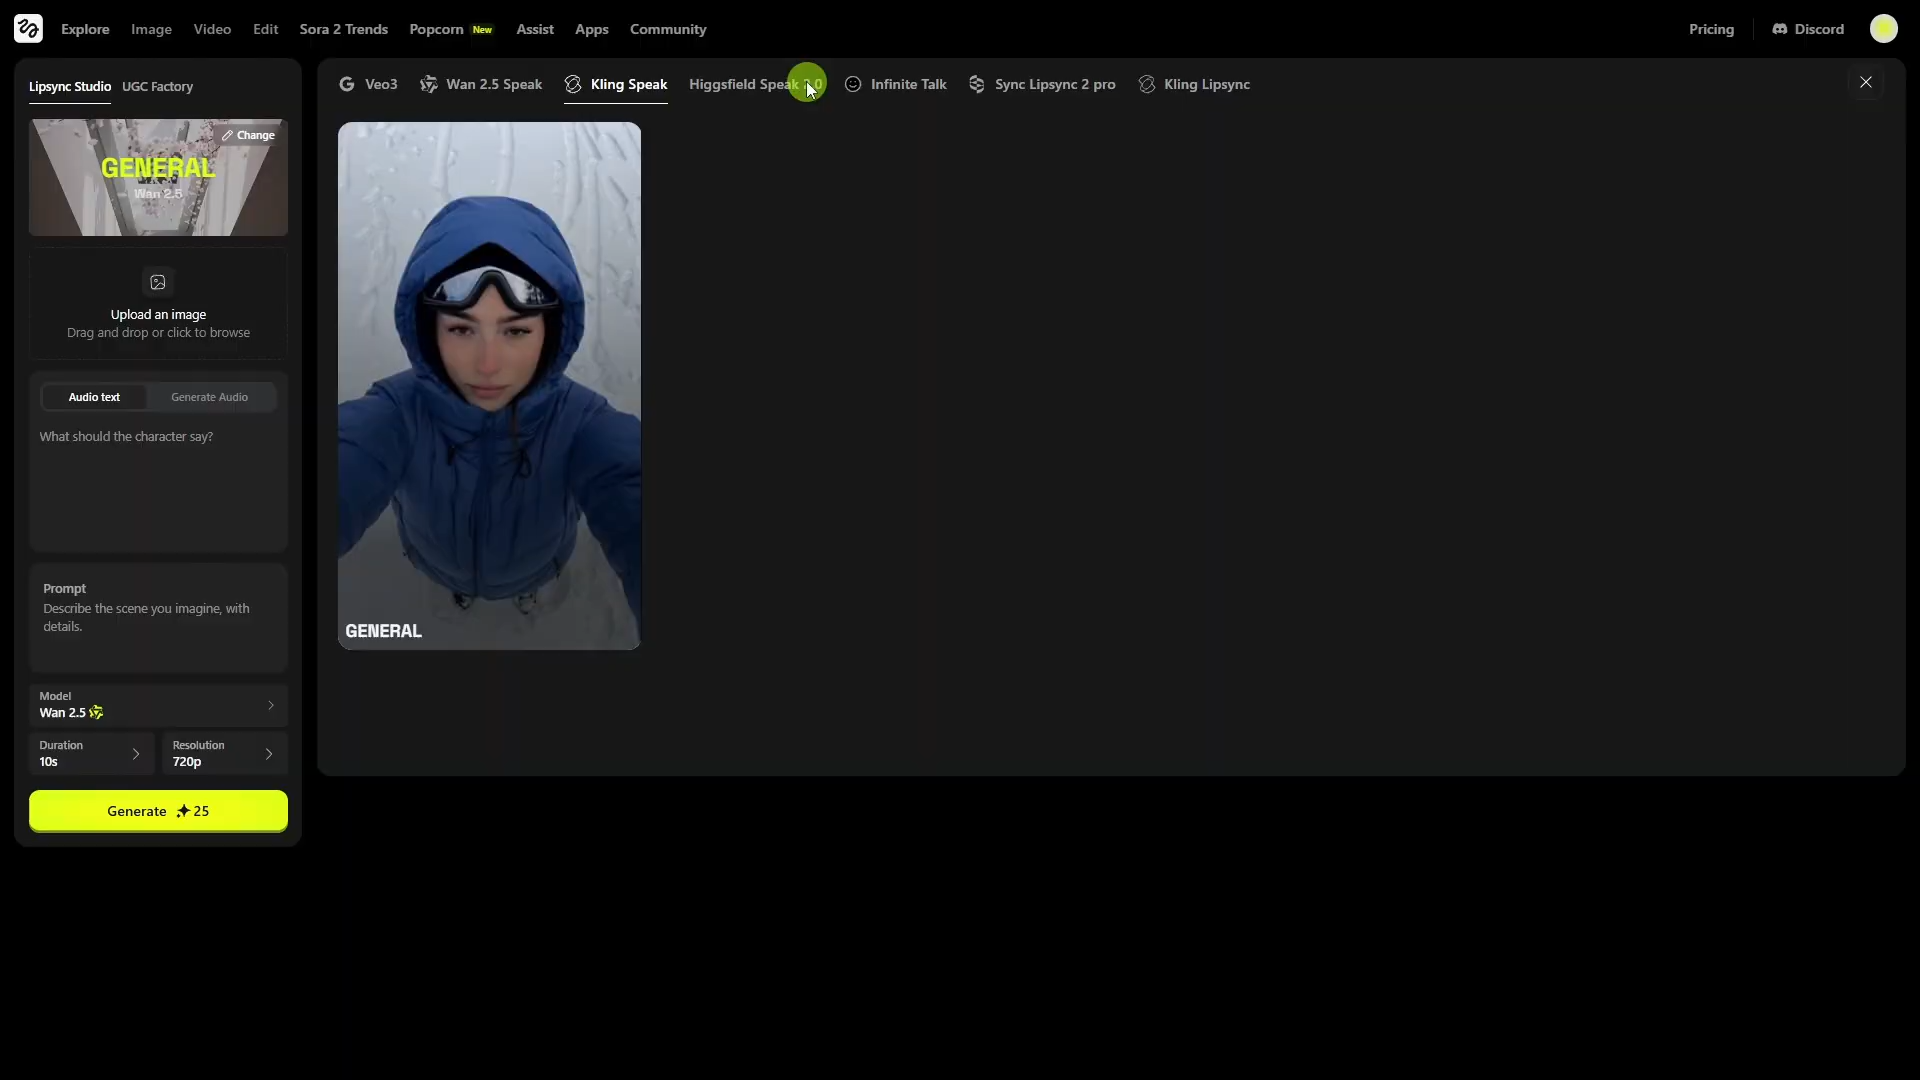 Explore Image Video Edit Sora 2 Trends Popcorn New Assist Apps Community Pricing Discord
Lipsync Studio UGC Factory
Veo3 Wan 2.5 Speak Kling Speak Higgsfield Speak 2.0 Infinite Talk Sync Lipsync 2 pro Kling Lipsync
Change
GENERAL
Wan 2.5
Upload an image
Drag and drop or click to browse
Audio text Generate Audio
What should the character say?
Prompt
Describe the scene you imagine, with
details.
Model
Wan 2.5
Duration
10s
Resolution
720p
Generate 25
GENERAL